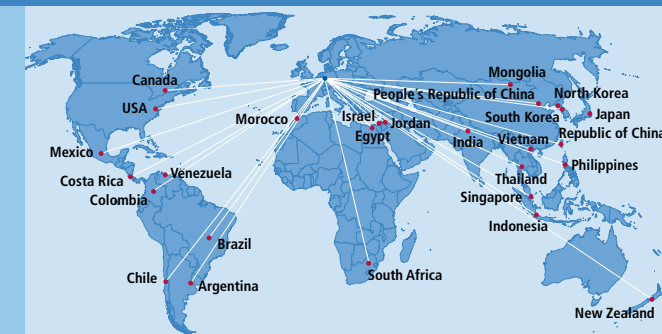 Canada
Mongolia
People's Republic of China
North Korea
USA
Morocco
Israel
Jordan
South Korea
Japan
Egypt
India
Vietnam
Republic of China
Mexico
Costa Rica
Venezuela
Philippines
Thailand
Colombia
Singapore
Indonesia
Brazil
Chile
Argentina
South Africa
New Zealand